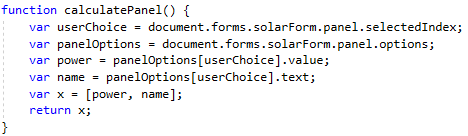 function calculatePanel() {
    var userChoice = document.forms.solarForm.panel.selectedIndex;
    var panelOptions = document.forms.solarForm.panel.options;
    var power = panelOptions[userChoice].value;
    var name = panelOptions[userChoice].text;
    var x = [power, name];
    return x;
}